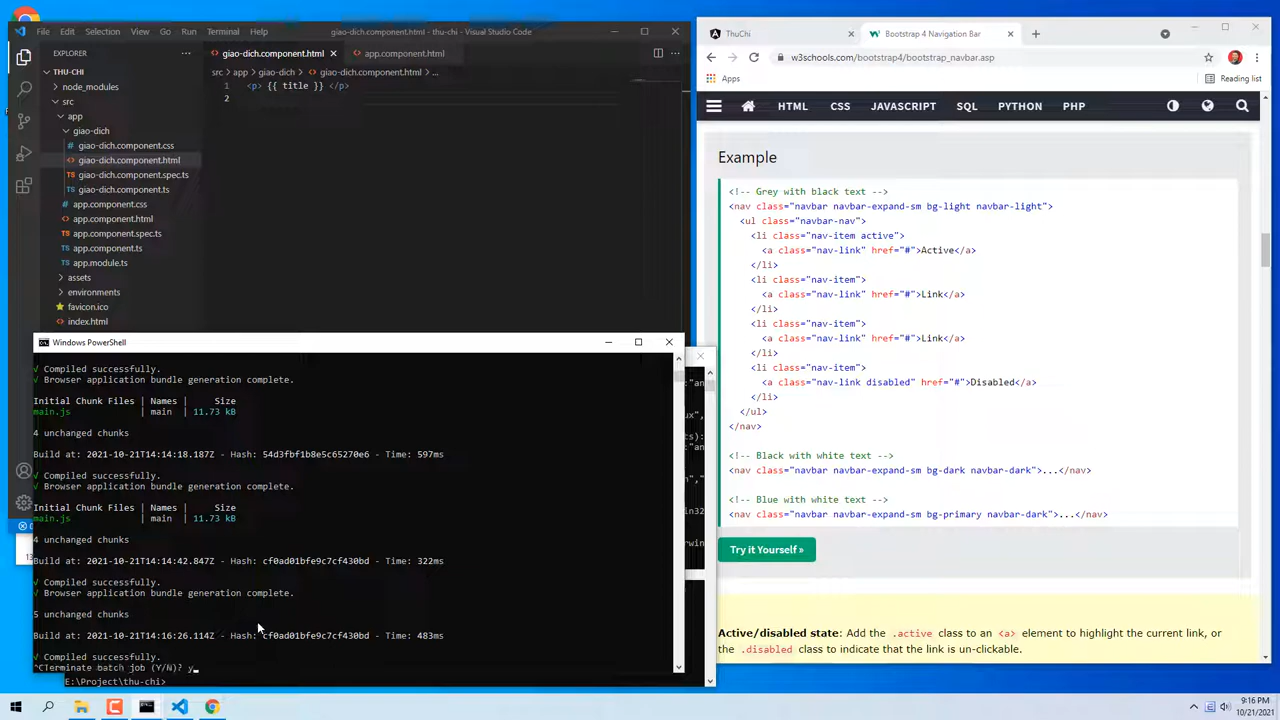 File Edit Selection View Go Run Terminal Help giao-dich.component.html - thu-chi - Visual Studio Code
EXPLORER
THU-CHI
node_modules
src
app
giao-dich
# giao-dich.component.css
<> giao-dich.component.html
TS giao-dich.component.spec.ts
TS giao-dich.component.ts
# app.component.css
<> app.component.html
TS app.component.spec.ts
TS app.component.ts
TS app.module.ts
assets
environments
favicon.ico
<> index.html
<> giao-dich.component.html × <> app.component.html
src > app > giao-dich > <> giao-dich.component.html > ...
1 <p> {{ title }} </p>
2
Windows PowerShell
√ Compiled successfully.
√ Browser application bundle generation complete.
Initial Chunk Files | Names | Size
main.js | main | 11.73 kB
4 unchanged chunks
Build at: 2021-10-21T14:14:18.187Z - Hash: 54d3fbf1b8e5c65270e6 - Time: 597ms
√ Compiled successfully.
√ Browser application bundle generation complete.
Initial Chunk Files | Names | Size
main.js | main | 11.73 kB
4 unchanged chunks
Build at: 2021-10-21T14:14:42.847Z - Hash: cf0ad01bfe9c7cf430bd - Time: 322ms
√ Compiled successfully.
√ Browser application bundle generation complete.
5 unchanged chunks
Build at: 2021-10-21T14:16:26.114Z - Hash: cf0ad01bfe9c7cf430bd - Time: 483ms
√ Compiled successfully.
^CTerminate batch job (Y/N)? y_
E:\Project\thu-chi>
ThuChi × Bootstrap 4 Navigation Bar ×
w3schools.com/bootstrap4/bootstrap_navbar.asp
Apps Reading list
HTML CSS JAVASCRIPT SQL PYTHON PHP
Example
<!-- Grey with black text -->
<nav class="navbar navbar-expand-sm bg-light navbar-light">
<ul class="navbar-nav">
<li class="nav-item active">
<a class="nav-link" href="#">Active</a>
</li>
<li class="nav-item">
<a class="nav-link" href="#">Link</a>
</li>
<li class="nav-item">
<a class="nav-link" href="#">Link</a>
</li>
<li class="nav-item">
<a class="nav-link disabled" href="#">Disabled</a>
</li>
</ul>
</nav>
<!-- Black with white text -->
<nav class="navbar navbar-expand-sm bg-dark navbar-dark">...</nav>
<!-- Blue with white text -->
<nav class="navbar navbar-expand-sm bg-primary navbar-dark">...</nav>
Try it Yourself »
Active/disabled state: Add the .active class to an <a> element to highlight the current link, or
the .disabled class to indicate that the link is un-clickable.
9:16 PM
10/21/2021